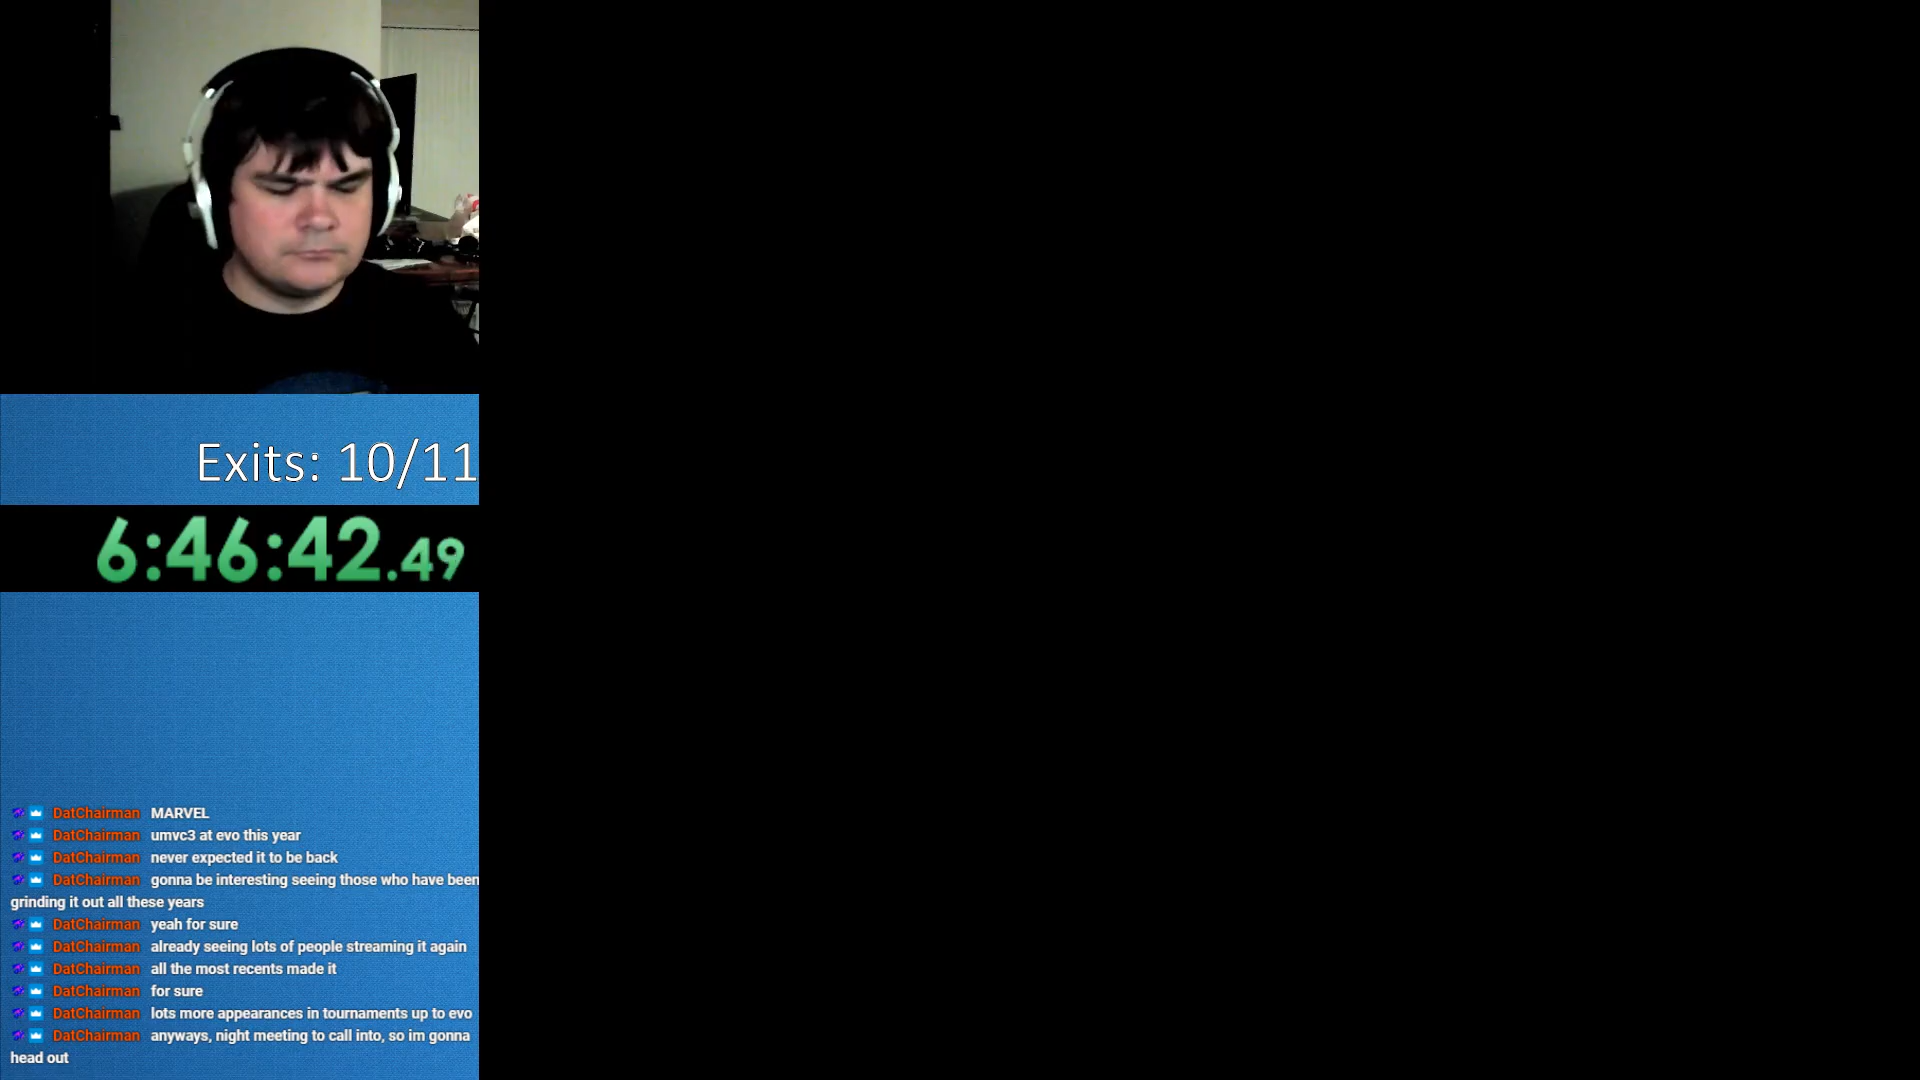 Exits: 10/11
6:46:42.49
DatChairman MARVEL
DatChairman umvc3 at evo this year
DatChairman never expected it to be back
DatChairman gonna be interesting seeing those who have been
grinding it out all these years
DatChairman yeah for sure
DatChairman already seeing lots of people streaming it again
DatChairman all the most recents made it
DatChairman for sure
DatChairman lots more appearances in tournaments up to evo
DatChairman anyways, night meeting to call into, so im gonna
head out